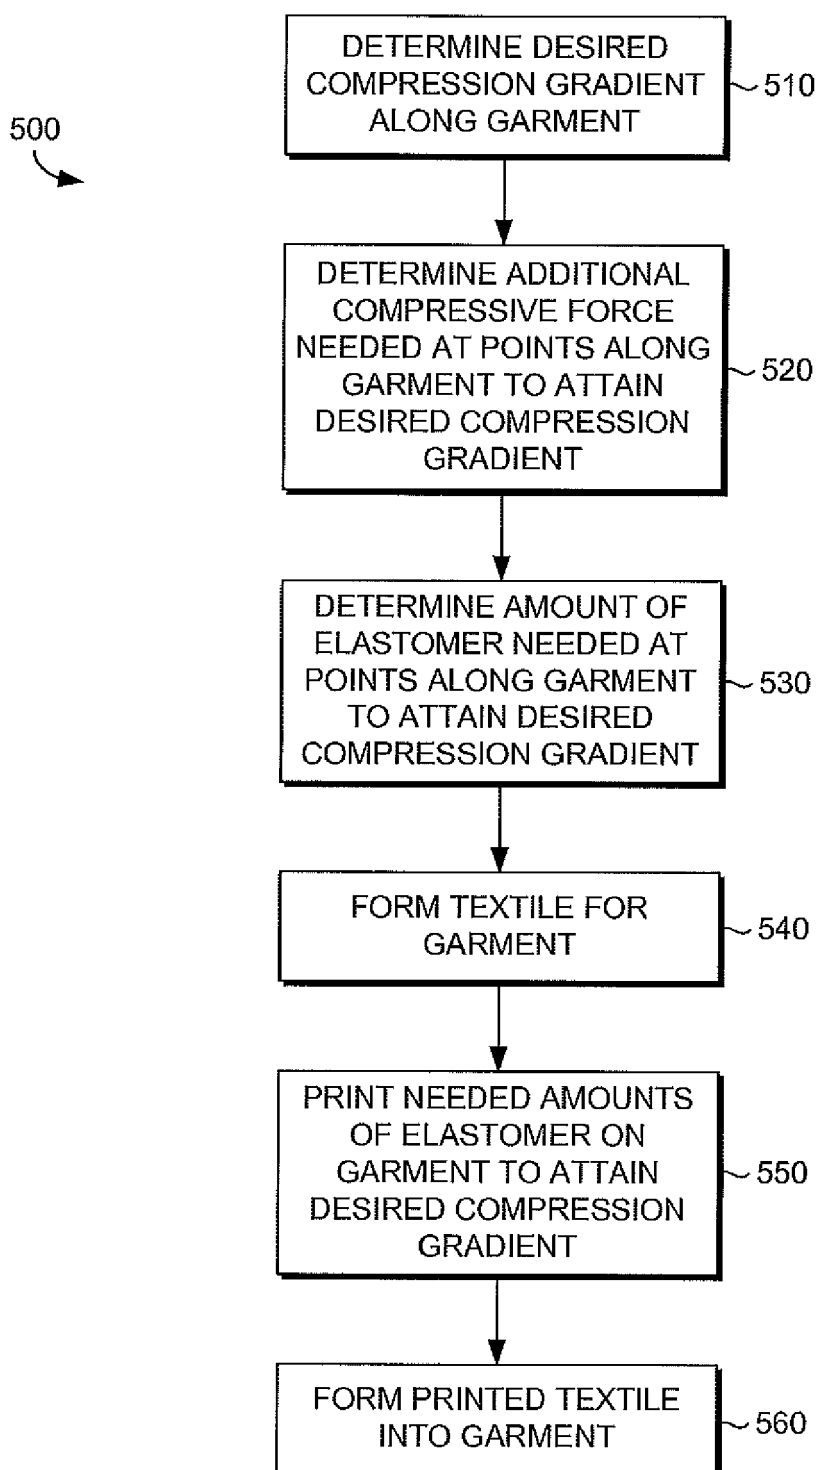 500
DETERMINE DESIRED
COMPRESSION GRADIENT
ALONG GARMENT
510
DETERMINE ADDITIONAL
COMPRESSIVE FORCE
NEEDED AT POINTS ALONG
GARMENT TO ATTAIN
DESIRED COMPRESSION
GRADIENT
520
DETERMINE AMOUNT OF
ELASTOMER NEEDED AT
POINTS ALONG GARMENT
TO ATTAIN DESIRED
COMPRESSION GRADIENT
530
FORM TEXTILE FOR
GARMENT
540
PRINT NEEDED AMOUNTS
OF ELASTOMER ON
GARMENT TO ATTAIN
DESIRED COMPRESSION
GRADIENT
550
FORM PRINTED TEXTILE
INTO GARMENT
560